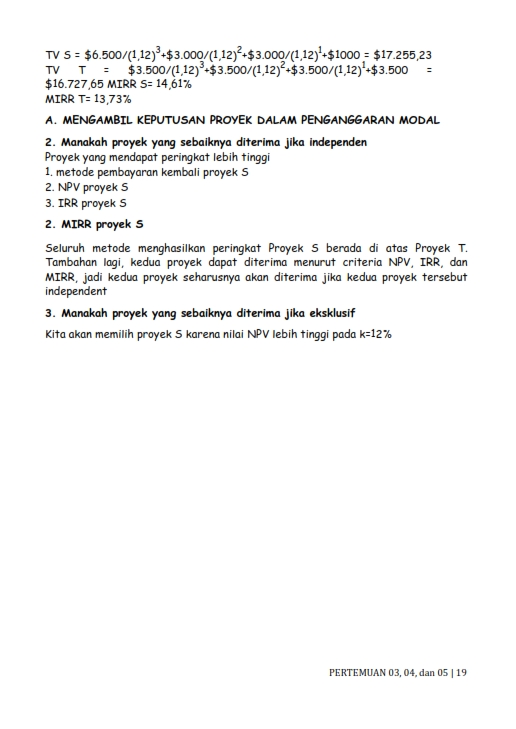 TV S = $6.500/(1,12)³+$3.000/(1,12)²+$3.000/(1,12)¹+$1000 = $17.255,23
TV T = $3.500/(1,12)³+$3.500/(1,12)²+$3.500/(1,12)¹+$3.500 =
$16.727,65 MIRR S= 14,61%
MIRR T= 13,73%
A. MENGAMBIL KEPUTUSAN PROYEK DALAM PENGANGGARAN MODAL
2. Manakah proyek yang sebaiknya diterima jika independen
Proyek yang mendapat peringkat lebih tinggi
1. metode pembayaran kembali proyek S
2. NPV proyek S
3. IRR proyek S
2. MIRR proyek S
Seluruh metode menghasilkan peringkat Proyek S berada di atas Proyek T.
Tambahan lagi, kedua proyek dapat diterima menurut criteria NPV, IRR, dan
MIRR, jadi kedua proyek seharusnya akan diterima jika kedua proyek tersebut
independent
3. Manakah proyek yang sebaiknya diterima jika eksklusif
Kita akan memilih proyek S karena nilai NPV lebih tinggi pada k=12%
PERTEMUAN 03, 04, dan 05 | 19